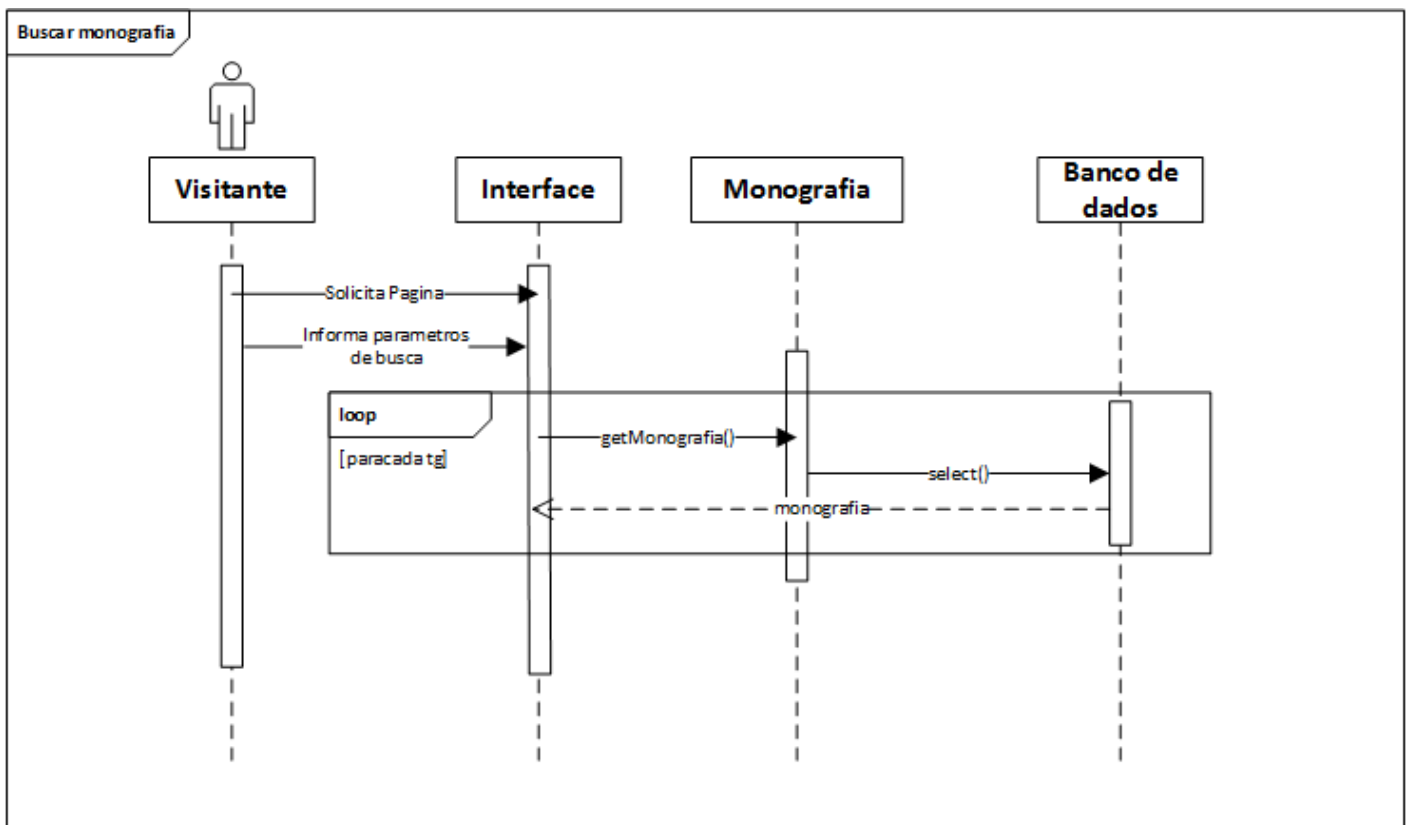 Buscar monografia
Visitante
Interface
Monografia
Banco de
dados
Solicita Pagina
Informa parametros
de busca
loop
[paracada tg]
getMonografia()
select()
monografia